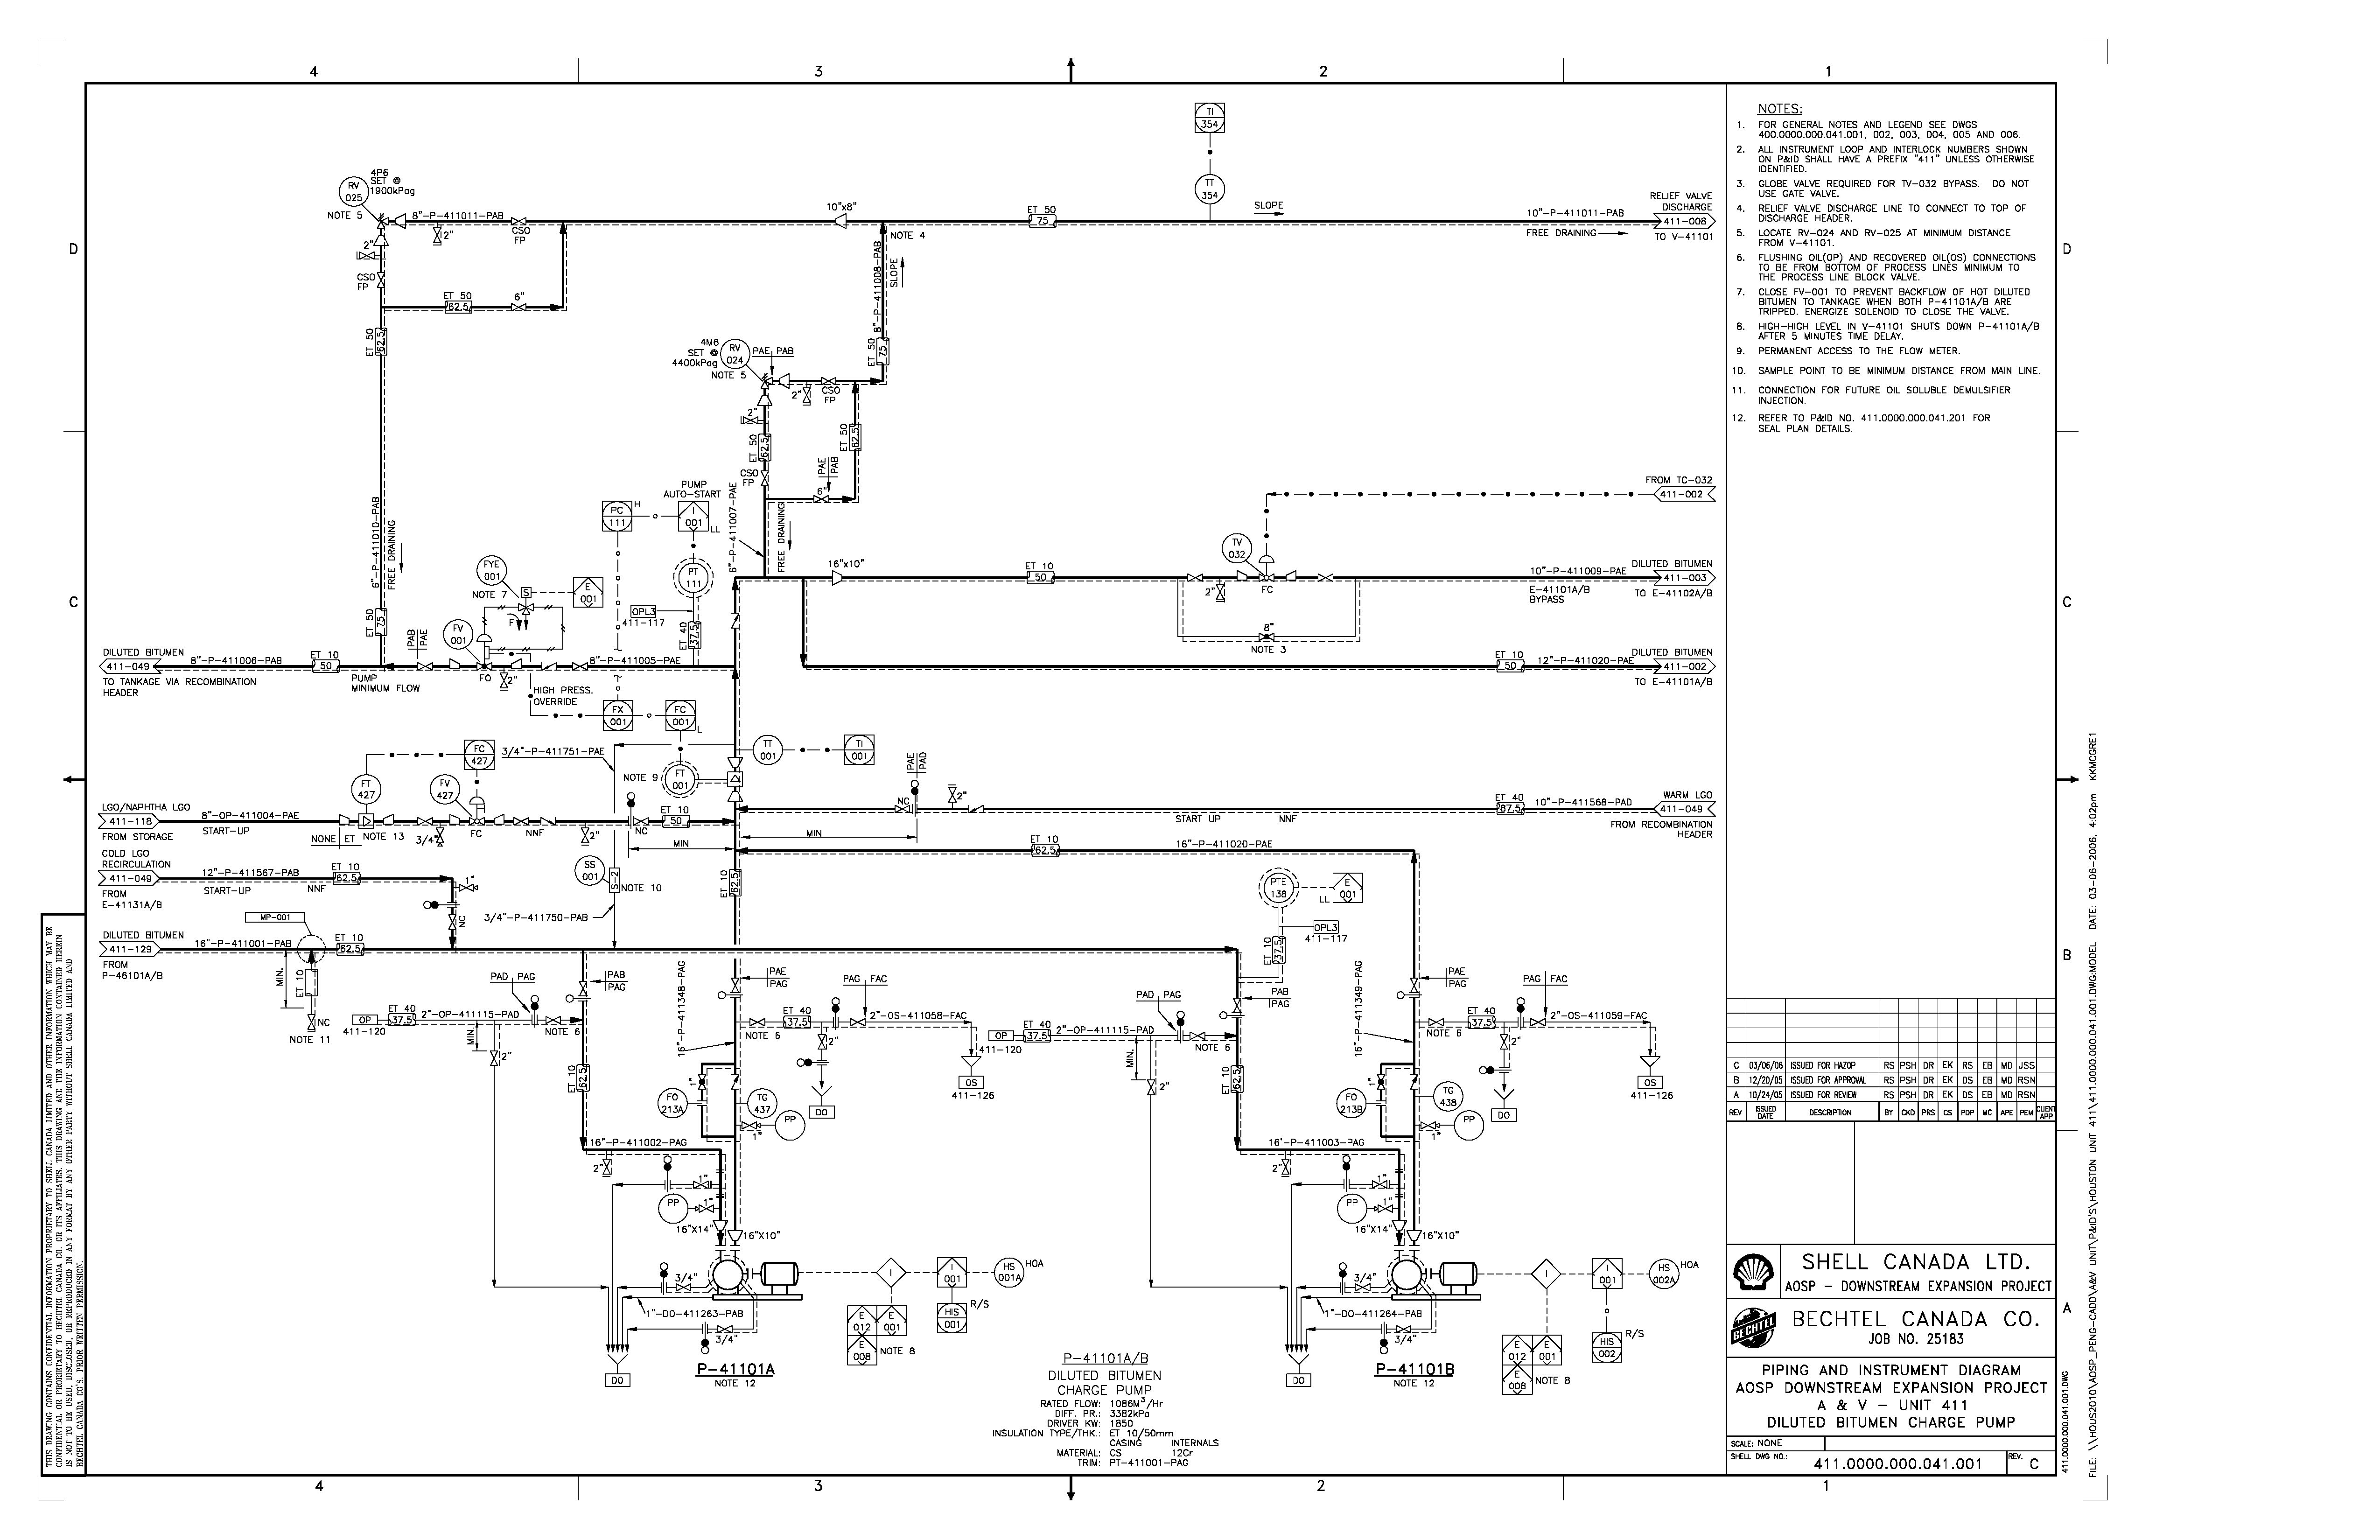 4
3
2
1
D
C
B
A
TI
354
TT
354
4P6
SET @
1900kPag
RV
025
NOTE 5
8"-P-411011-PAB
2"
CSO
FP
10"x8"
ET 50
75
SLOPE
10"-P-411011-PAB
FREE DRAINING
RELIEF VALVE
DISCHARGE
411-008
TO V-41101
NOTE 4
2"
CSO
FP
ET 50
62.5
6"
ET 50
62.5
8"-P-411008-PAB
SLOPE
ET 50
75
4M6
SET @
4400kPag
RV
024
NOTE 5
PAE
PAB
2"
CSO
FP
2"
ET 50
62.5
62.5
ET 50
CSO
FP
PAE
PAB
6"
6"-P-411007-PAE
FREE DRAINING
6"-P-411010-PAB
FREE DRAINING
ET 50
75
PUMP
AUTO-START
PC
111
H
I
001
LL
PT
111
OPL3
411-117
ET 40
37.5
FYE
001
NOTE 7
S
E
001
F
FV
001
PAB
PAE
FROM TC-032
411-002
TV
032
FC
2"
16"x10"
ET 10
50
10"-P-411009-PAE
E-41101A/B
BYPASS
DILUTED BITUMEN
411-003
TO E-41102A/B
8"
NOTE 3
DILUTED BITUMEN
411-049
TO TANKAGE VIA RECOMBINATION
HEADER
8"-P-411006-PAB
ET 10
50
PUMP
MINIMUM FLOW
FO
2"
8"-P-411005-PAE
HIGH PRESS.
OVERRIDE
FX
001
FC
001
L
ET 10
50
12"-P-411020-PAE
DILUTED BITUMEN
411-002
TO E-41101A/B
FC
427
FT
427
FV
427
3/4"-P-411751-PAE
NOTE 9
FT
001
TT
001
TI
001
PAE
PAD
NC
2"
LGO/NAPHTHA LGO
411-118
FROM STORAGE
8"-OP-411004-PAE
START-UP
NONE
ET
NOTE 13
3/4"
FC
NNF
2"
NC
ET 10
50
MIN
MIN
START UP
NNF
ET 40
87.5
10"-P-411568-PAD
WARM LGO
411-049
FROM RECOMBINATION
HEADER
COLD LGO
RECIRCULATION
411-049
FROM
E-41131A/B
12"-P-411567-PAB
START-UP
NNF
ET 10
62.5
1"
NC
SS
001
S-2
NOTE 10
3/4"-P-411750-PAB
ET 10
62.5
ET 10
62.5
16"-P-411020-PAE
PTE
138
LL
E
001
OPL3
411-117
ET 10
37.5
MP-001
DILUTED BITUMEN
411-129
FROM
P-46101A/B
16"-P-411001-PAB
ET 10
62.5
MIN.
ET 10
NC
NOTE 11
OP
411-120
ET 40
37.5
2"-OP-411115-PAD
MIN.
2"
PAD
PAG
NOTE 6
PAB
PAG
ET 10
62.5
16"-P-411348-PAG
PAE
PAG
PAG
FAC
ET 40
37.5
2"-OS-411058-FAC
NOTE 6
2"
DO
OS
411-126
1"
FO
213A
TG
437
PP
1"
16"-P-411002-PAG
2"
1"
PP
1"
16"X14"
16"X10"
3/4"
1"-DO-411263-PAB
3/4"
DO
P-41101A
NOTE 12
I
I
001
HIS
001
R/S
HS
001A
HOA
E
012
E
001
E
008
NOTE 8
OP
411-120
ET 40
37.5
2"-OP-411115-PAD
MIN.
2"
PAD
PAG
NOTE 6
PAB
PAG
ET 10
62.5
16"-P-411349-PAG
PAE
PAG
PAG
FAC
ET 40
37.5
2"-OS-411059-FAC
NOTE 6
2"
DO
OS
411-126
1"
FO
213B
TG
438
PP
1"
16'-P-411003-PAG
2"
1"
PP
1"
16"X14"
16"X10"
3/4"
1"-DO-411264-PAB
3/4"
DO
P-41101B
NOTE 12
I
I
001
HIS
002
R/S
HS
002A
HOA
E
012
E
001
E
008
NOTE 8
P-41101A/B
DILUTED BITUMEN
CHARGE PUMP
RATED FLOW: 1086M3/Hr
DIFF. PR.: 3382kPa
DRIVER KW: 1850
INSULATION TYPE/THK.: ET 10/50mm
CASING INTERNALS
MATERIAL: CS 12Cr
TRIM: PT-411001-PAG
NOTES:
1. FOR GENERAL NOTES AND LEGEND SEE DWGS
400.0000.000.041.001, 002, 003, 004, 005 AND 006.
2. ALL INSTRUMENT LOOP AND INTERLOCK NUMBERS SHOWN
ON P&ID SHALL HAVE A PREFIX "411" UNLESS OTHERWISE
IDENTIFIED.
3. GLOBE VALVE REQUIRED FOR TV-032 BYPASS. DO NOT
USE GATE VALVE.
4. RELIEF VALVE DISCHARGE LINE TO CONNECT TO TOP OF
DISCHARGE HEADER.
5. LOCATE RV-024 AND RV-025 AT MINIMUM DISTANCE
FROM V-41101.
6. FLUSHING OIL(OP) AND RECOVERED OIL(OS) CONNECTIONS
TO BE FROM BOTTOM OF PROCESS LINES MINIMUM TO
THE PROCESS LINE BLOCK VALVE.
7. CLOSE FV-001 TO PREVENT BACKFLOW OF HOT DILUTED
BITUMEN TO TANKAGE WHEN BOTH P-41101A/B ARE
TRIPPED. ENERGIZE SOLENOID TO CLOSE THE VALVE.
8. HIGH-HIGH LEVEL IN V-41101 SHUTS DOWN P-41101A/B
AFTER 5 MINUTES TIME DELAY.
9. PERMANENT ACCESS TO THE FLOW METER.
10. SAMPLE POINT TO BE MINIMUM DISTANCE FROM MAIN LINE.
11. CONNECTION FOR FUTURE OIL SOLUBLE DEMULSIFIER
INJECTION.
12. REFER TO P&ID NO. 411.0000.000.041.201 FOR
SEAL PLAN DETAILS.
C 03/06/06 ISSUED FOR HAZOP RS PSH DR EK RS EB MD JSS
B 12/20/05 ISSUED FOR APPROVAL RS PSH DR EK DS EB MD RSN
A 10/24/05 ISSUED FOR REVIEW RS PSH DR EK DS EB MD RSN
REV ISSUED DATE DESCRIPTION BY CKD PRS CS PDP MC APE PEM CLIENT APP
SHELL CANADA LTD.
AOSP - DOWNSTREAM EXPANSION PROJECT
BECHTEL
BECHTEL CANADA CO.
JOB NO. 25183
PIPING AND INSTRUMENT DIAGRAM
AOSP DOWNSTREAM EXPANSION PROJECT
A & V - UNIT 411
DILUTED BITUMEN CHARGE PUMP
SCALE: NONE
SHELL DWG NO.: 411.0000.000.041.001 REV. C
4
3
2
1
D
C
B
A
THIS DRAWING CONTAINS CONFIDENTIAL INFORMATION PROPRIETARY TO SHELL CANADA LIMITED AND OTHER INFORMATION WHICH MAY BE
CONFIDENTIAL OR PROPRIETARY TO BECHTEL CANADA CO. OR ITS AFFILIATES. THIS DRAWING AND THE INFORMATION CONTAINED HEREIN
IS NOT TO BE USED, DISCLOSED, OR REPRODUCED IN ANY FORMAT BY ANY OTHER PARTY WITHOUT SHELL CANADA LIMITED AND
BECHTEL CANADA CO'S. PRIOR WRITTEN PERMISSION.
411.0000.000.041.001.DWG
FILE: \\HOUS2010\AOSP_PENG-CADD\A&V UNIT\P&ID'S\HOUSTON UNIT 411\411.0000.000.041.001.DWG:MODEL DATE: 03-06-2006, 4:02pm KKMCGRE1